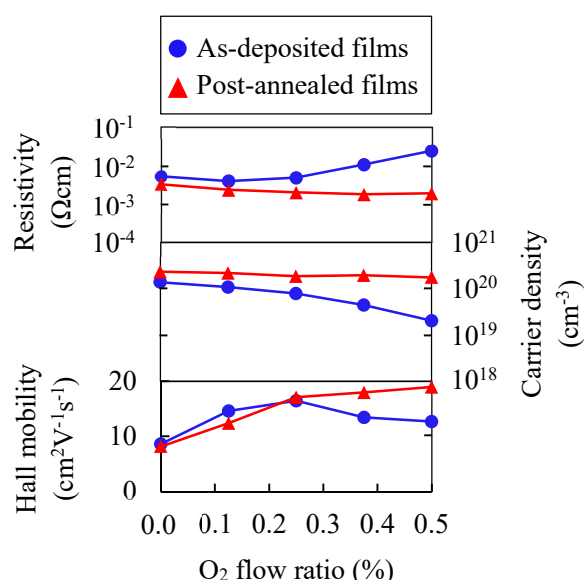 As-deposited films
Post-annealed films
Resistivity
(Ωcm)
10⁻¹
10⁻²
10⁻³
10⁻⁴
10²¹
10²⁰
10¹⁹
10¹⁸
Carrier density
(cm⁻³)
Hall mobility
(cm²V⁻¹s⁻¹)
20
10
0
0.0 0.1 0.2 0.3 0.4 0.5
O₂ flow ratio (%)